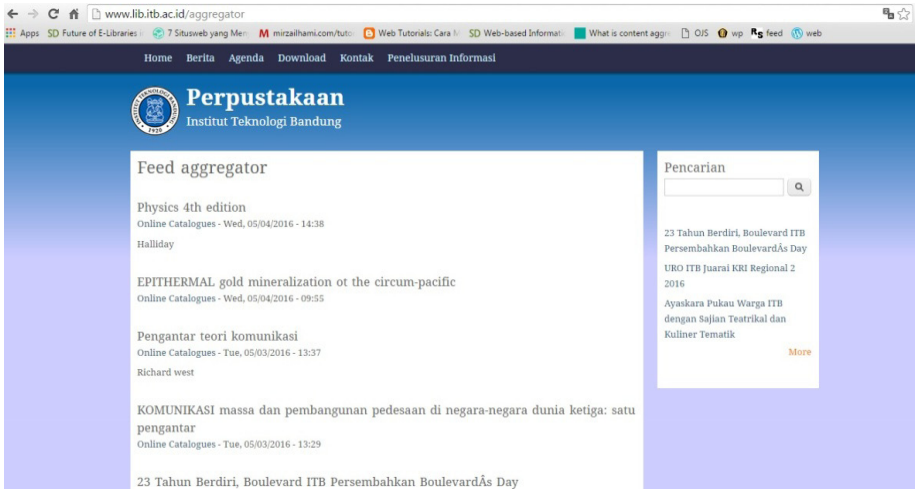 www.lib.itb.ac.id/aggregator
Apps SD Future of E-Libraries 7 Situsweb yang Men mirzailhami.com/tuto Web Tutorials: Cara SD Web-based Informati What is content aggr OJS wp feed web
Home Berita Agenda Download Kontak Penelusuran Informasi
Perpustakaan
Institut Teknologi Bandung
1920
Feed aggregator
Physics 4th edition
Online Catalogues - Wed, 05/04/2016 - 14:38
Halliday
EPITHERMAL gold mineralization ot the circum-pacific
Online Catalogues - Wed, 05/04/2016 - 09:55
Pengantar teori komunikasi
Online Catalogues - Tue, 05/03/2016 - 13:37
Richard west
KOMUNIKASI massa dan pembangunan pedesaan di negara-negara dunia ketiga: satu
pengantar
Online Catalogues - Tue, 05/03/2016 - 13:29
23 Tahun Berdiri, Boulevard ITB Persembahkan BoulevardÂs Day
Pencarian
23 Tahun Berdiri, Boulevard ITB
Persembahkan BoulevardÂs Day
URO ITB Juarai KRI Regional 2
2016
Ayaskara Pukau Warga ITB
dengan Sajian Teatrikal dan
Kuliner Tematik
More